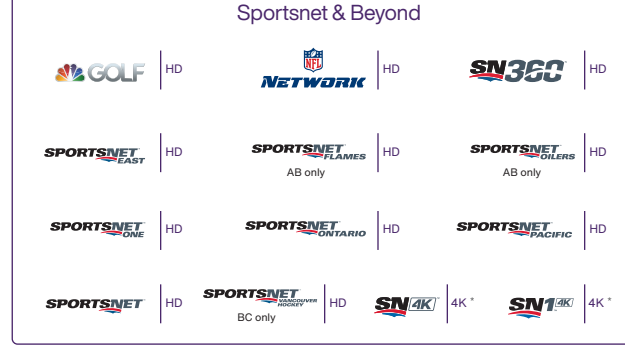 Sportsnet & Beyond
GOLF HD
NFL
NETWORK HD
SN360 HD
SPORTSNET
EAST HD
SPORTSNET
FLAMES HD
AB only
SPORTSNET
OILERS HD
AB only
SPORTSNET
ONE HD
SPORTSNET
ONTARIO HD
SPORTSNET
PACIFIC HD
SPORTSNET HD
SPORTSNET
VANCOUVER
HOCKEY HD
BC only
SN 4K 4K *
SN1 4K 4K *